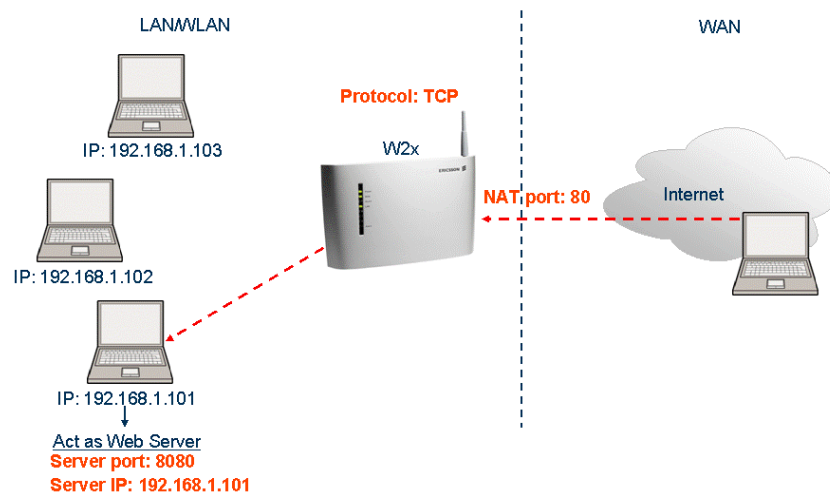 LAN/WLAN
WAN
Protocol: TCP
IP: 192.168.1.103
W2x
ERICSSON
NAT port: 80
Internet
IP: 192.168.1.102
IP: 192.168.1.101
Act as Web Server
Server port: 8080
Server IP: 192.168.1.101